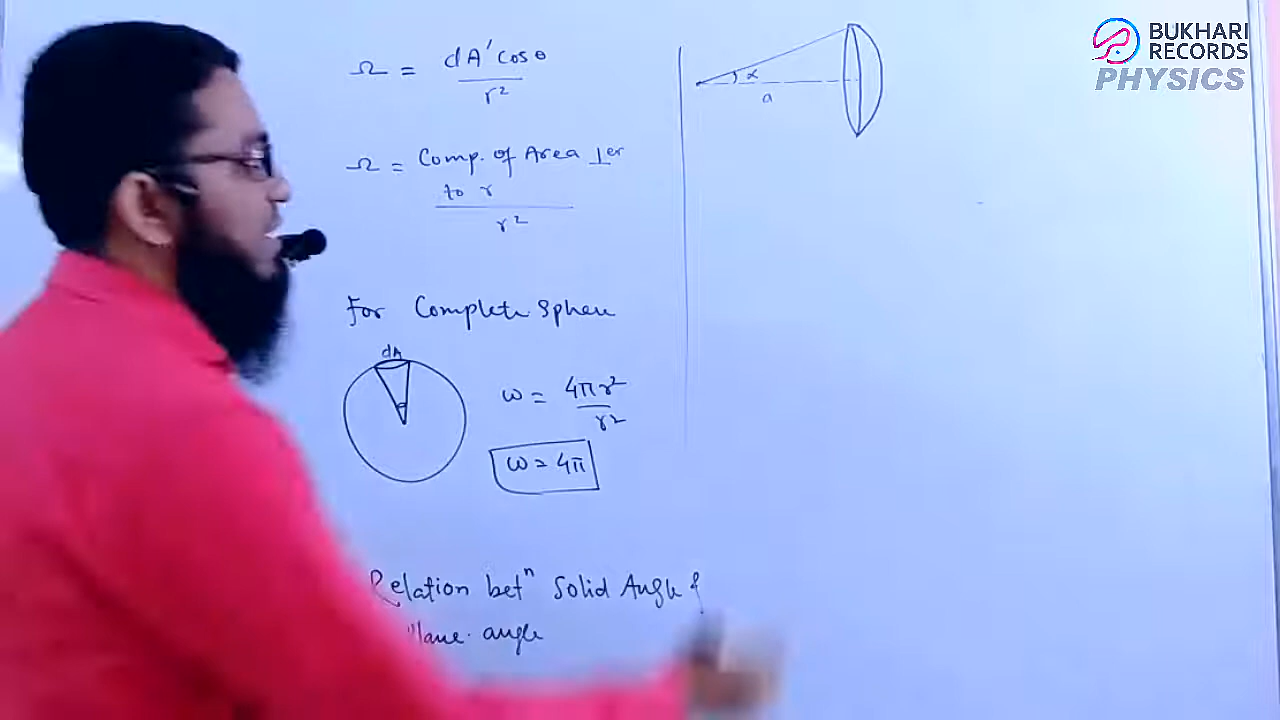 Ω = dA' cos θ
r²
Ω = Comp. of Area ⊥er
to r
r²
For Complete Sphere
dA
ω = 4πr²
r²
ω = 4π
Relation betⁿ Solid Angle &
Plane. angle
α
a
BUKHARI
RECORDS
PHYSICS